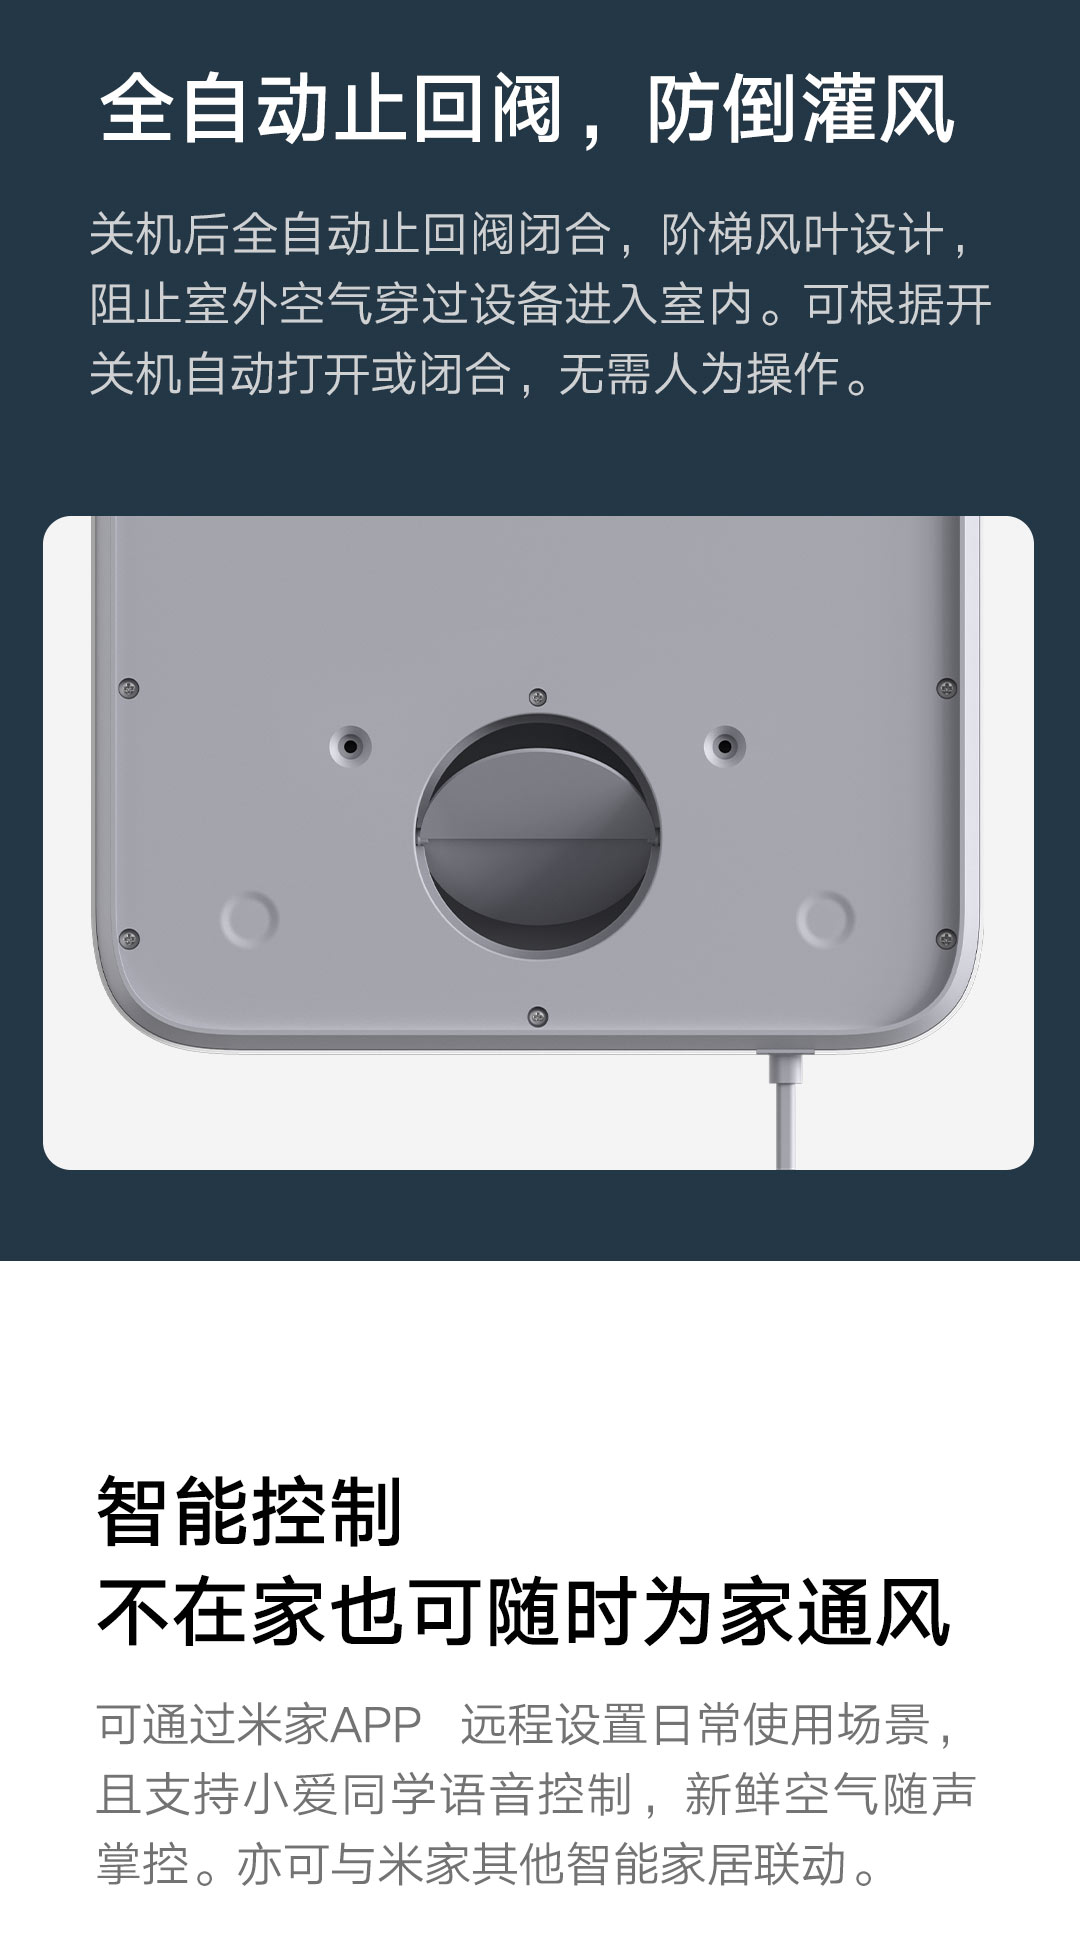 全自动止回阀，防倒灌风
关机后全自动止回阀闭合，阶梯风叶设计，
阻止室外空气穿过设备进入室内。可根据开
关机自动打开或闭合，无需人为操作。
智能控制
不在家也可随时为家通风
可通过米家APP 远程设置日常使用场景，
且支持小爱同学语音控制，新鲜空气随声
掌控。亦可与米家其他智能家居联动。